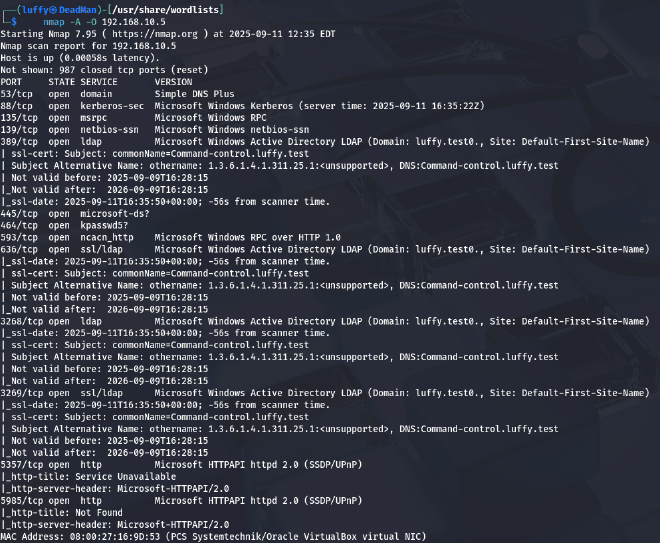 ┌──(luffy㉿DeadMan)-[/usr/share/wordlists]
└─$ nmap -A -O 192.168.10.5
Starting Nmap 7.95 ( https://nmap.org ) at 2025-09-11 12:35 EDT
Nmap scan report for 192.168.10.5
Host is up (0.00058s latency).
Not shown: 987 closed tcp ports (reset)
PORT STATE SERVICE VERSION
53/tcp open domain Simple DNS Plus
88/tcp open kerberos-sec Microsoft Windows Kerberos (server time: 2025-09-11 16:35:22Z)
135/tcp open msrpc Microsoft Windows RPC
139/tcp open netbios-ssn Microsoft Windows netbios-ssn
389/tcp open ldap Microsoft Windows Active Directory LDAP (Domain: luffy.test0., Site: Default-First-Site-Name)
| ssl-cert: Subject: commonName=Command-control.luffy.test
| Subject Alternative Name: othername: 1.3.6.1.4.1.311.25.1:<unsupported>, DNS:Command-control.luffy.test
| Not valid before: 2025-09-09T16:28:15
|_Not valid after: 2026-09-09T16:28:15
|_ssl-date: 2025-09-11T16:35:50+00:00; -56s from scanner time.
445/tcp open microsoft-ds?
464/tcp open kpasswd5?
593/tcp open ncacn_http Microsoft Windows RPC over HTTP 1.0
636/tcp open ssl/ldap Microsoft Windows Active Directory LDAP (Domain: luffy.test0., Site: Default-First-Site-Name)
|_ssl-date: 2025-09-11T16:35:50+00:00; -56s from scanner time.
| ssl-cert: Subject: commonName=Command-control.luffy.test
| Subject Alternative Name: othername: 1.3.6.1.4.1.311.25.1:<unsupported>, DNS:Command-control.luffy.test
| Not valid before: 2025-09-09T16:28:15
|_Not valid after: 2026-09-09T16:28:15
3268/tcp open ldap Microsoft Windows Active Directory LDAP (Domain: luffy.test0., Site: Default-First-Site-Name)
|_ssl-date: 2025-09-11T16:35:50+00:00; -56s from scanner time.
| ssl-cert: Subject: commonName=Command-control.luffy.test
| Subject Alternative Name: othername: 1.3.6.1.4.1.311.25.1:<unsupported>, DNS:Command-control.luffy.test
| Not valid before: 2025-09-09T16:28:15
|_Not valid after: 2026-09-09T16:28:15
3269/tcp open ssl/ldap Microsoft Windows Active Directory LDAP (Domain: luffy.test0., Site: Default-First-Site-Name)
|_ssl-date: 2025-09-11T16:35:50+00:00; -56s from scanner time.
| ssl-cert: Subject: commonName=Command-control.luffy.test
| Subject Alternative Name: othername: 1.3.6.1.4.1.311.25.1:<unsupported>, DNS:Command-control.luffy.test
| Not valid before: 2025-09-09T16:28:15
|_Not valid after: 2026-09-09T16:28:15
5357/tcp open http Microsoft HTTPAPI httpd 2.0 (SSDP/UPnP)
|_http-title: Service Unavailable
|_http-server-header: Microsoft-HTTPAPI/2.0
5985/tcp open http Microsoft HTTPAPI httpd 2.0 (SSDP/UPnP)
|_http-title: Not Found
|_http-server-header: Microsoft-HTTPAPI/2.0
MAC Address: 08:00:27:16:9D:53 (PCS Systemtechnik/Oracle VirtualBox virtual NIC)